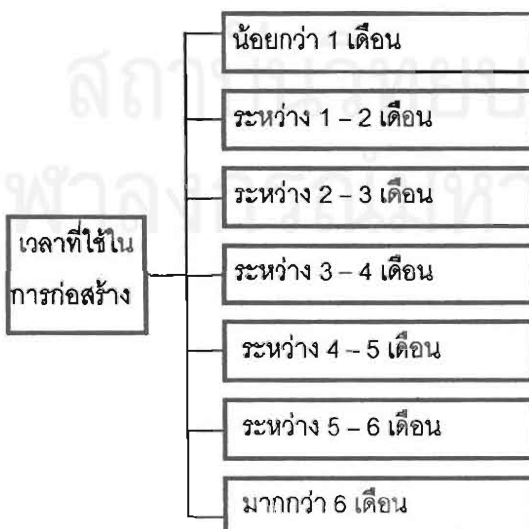 น้อยกว่า 1 เดือน
ระหว่าง 1 – 2 เดือน
ระหว่าง 2 – 3 เดือน
เวลาที่ใช้ใน
การก่อสร้าง
ระหว่าง 3 – 4 เดือน
ระหว่าง 4 – 5 เดือน
ระหว่าง 5 – 6 เดือน
มากกว่า 6 เดือน